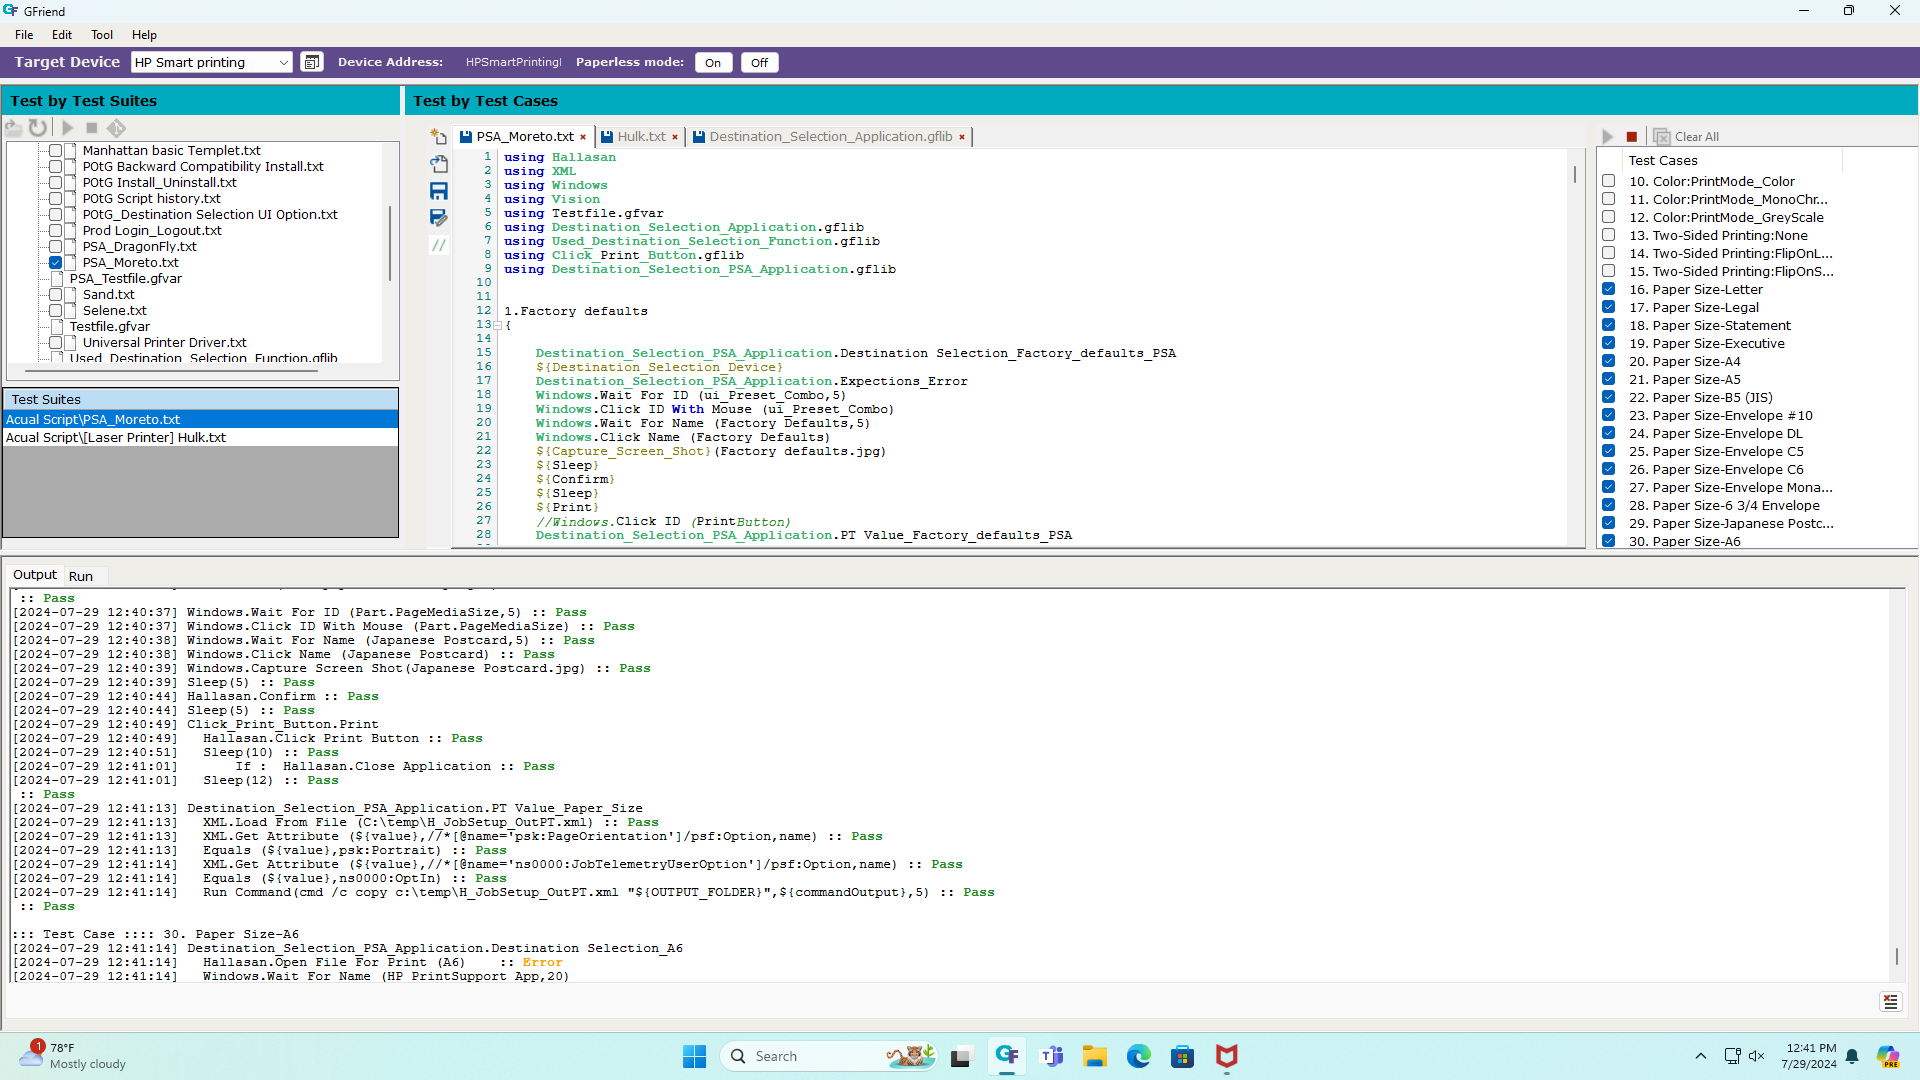 GFriend
File Edit Tool Help
Target Device HP Smart printing Device Address: HPSmartPrintingI Paperless mode: On Off
Test by Test Suites
Manhattan basic Templet.txt
POtG Backward Compatibility Install.txt
POtG Install_Uninstall.txt
POtG Script history.txt
POtG_Destination Selection UI Option.txt
Prod Login_Logout.txt
PSA_DragonFly.txt
PSA_Moreto.txt
PSA_Testfile.gfvar
Sand.txt
Selene.txt
Testfile.gfvar
Universal Printer Driver.txt
Used_Destination_Selection_Function.gflib
Test Suites
Acual Script\PSA_Moreto.txt
Acual Script\[Laser Printer] Hulk.txt
Test by Test Cases
PSA_Moreto.txt × Hulk.txt × Destination_Selection_Application.gflib ×
1 using Hallasan
2 using XML
3 using Windows
4 using Vision
5 using Testfile.gfvar
6 using Destination_Selection_Application.gflib
7 using Used_Destination_Selection_Function.gflib
8 using Click_Print_Button.gflib
9 using Destination_Selection_PSA_Application.gflib
10
11
12 1.Factory defaults
13 {
14
15 Destination_Selection_PSA_Application.Destination Selection_Factory_defaults_PSA
16 ${Destination_Selection_Device}
17 Destination_Selection_PSA_Application.Expections_Error
18 Windows.Wait For ID (ui_Preset_Combo,5)
19 Windows.Click ID With Mouse (ui_Preset_Combo)
20 Windows.Wait For Name (Factory Defaults,5)
21 Windows.Click Name (Factory Defaults)
22 ${Capture_Screen_Shot}(Factory defaults.jpg)
23 ${Sleep}
24 ${Confirm}
25 ${Sleep}
26 ${Print}
27 //Windows.Click ID (PrintButton)
28 Destination_Selection_PSA_Application.PT Value_Factory_defaults_PSA
Clear All
Test Cases
10. Color:PrintMode_Color
11. Color:PrintMode_MonoChr...
12. Color:PrintMode_GreyScale
13. Two-Sided Printing:None
14. Two-Sided Printing:FlipOnL...
15. Two-Sided Printing:FlipOnS...
16. Paper Size-Letter
17. Paper Size-Legal
18. Paper Size-Statement
19. Paper Size-Executive
20. Paper Size-A4
21. Paper Size-A5
22. Paper Size-B5 (JIS)
23. Paper Size-Envelope #10
24. Paper Size-Envelope DL
25. Paper Size-Envelope C5
26. Paper Size-Envelope C6
27. Paper Size-Envelope Mona...
28. Paper Size-6 3/4 Envelope
29. Paper Size-Japanese Postc...
30. Paper Size-A6
Output Run
:: Pass
[2024-07-29 12:40:37] Windows.Wait For ID (Part.PageMediaSize,5) :: Pass
[2024-07-29 12:40:37] Windows.Click ID With Mouse (Part.PageMediaSize) :: Pass
[2024-07-29 12:40:38] Windows.Wait For Name (Japanese Postcard,5) :: Pass
[2024-07-29 12:40:38] Windows.Click Name (Japanese Postcard) :: Pass
[2024-07-29 12:40:39] Windows.Capture Screen Shot(Japanese Postcard.jpg) :: Pass
[2024-07-29 12:40:39] Sleep(5) :: Pass
[2024-07-29 12:40:44] Hallasan.Confirm :: Pass
[2024-07-29 12:40:44] Sleep(5) :: Pass
[2024-07-29 12:40:49] Click_Print_Button.Print
[2024-07-29 12:40:49] Hallasan.Click Print Button :: Pass
[2024-07-29 12:40:51] Sleep(10) :: Pass
[2024-07-29 12:41:01] If : Hallasan.Close Application :: Pass
[2024-07-29 12:41:01] Sleep(12) :: Pass
:: Pass
[2024-07-29 12:41:13] Destination_Selection_PSA_Application.PT Value_Paper_Size
[2024-07-29 12:41:13] XML.Load From File (C:\temp\H_JobSetup_OutPT.xml) :: Pass
[2024-07-29 12:41:13] XML.Get Attribute (${value},//*[@name='psk:PageOrientation']/psf:Option,name) :: Pass
[2024-07-29 12:41:13] Equals (${value},psk:Portrait) :: Pass
[2024-07-29 12:41:14] XML.Get Attribute (${value},//*[@name='ns0000:JobTelemetryUserOption']/psf:Option,name) :: Pass
[2024-07-29 12:41:14] Equals (${value},ns0000:OptIn) :: Pass
[2024-07-29 12:41:14] Run Command(cmd /c copy c:\temp\H_JobSetup_OutPT.xml "${OUTPUT_FOLDER}",${commandOutput},5) :: Pass
:: Pass
::: Test Case :::: 30. Paper Size-A6
[2024-07-29 12:41:14] Destination_Selection_PSA_Application.Destination Selection_A6
[2024-07-29 12:41:14] Hallasan.Open File For Print (A6) :: Error
[2024-07-29 12:41:14] Windows.Wait For Name (HP PrintSupport App,20)
1
78°F
Mostly cloudy
Search
PRE
12:41 PM
7/29/2024